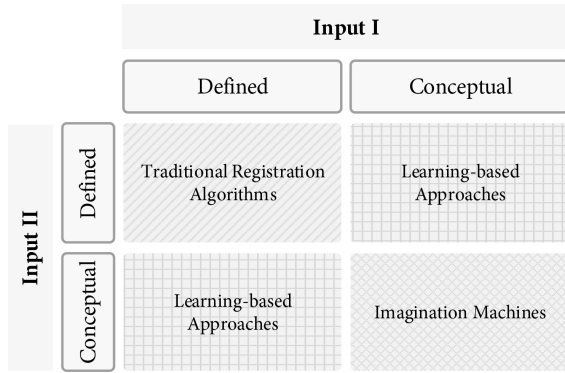 Input I
Defined
Conceptual
Input II
Defined
Traditional Registration
Algorithms
Learning-based
Approaches
Conceptual
Learning-based
Approaches
Imagination Machines